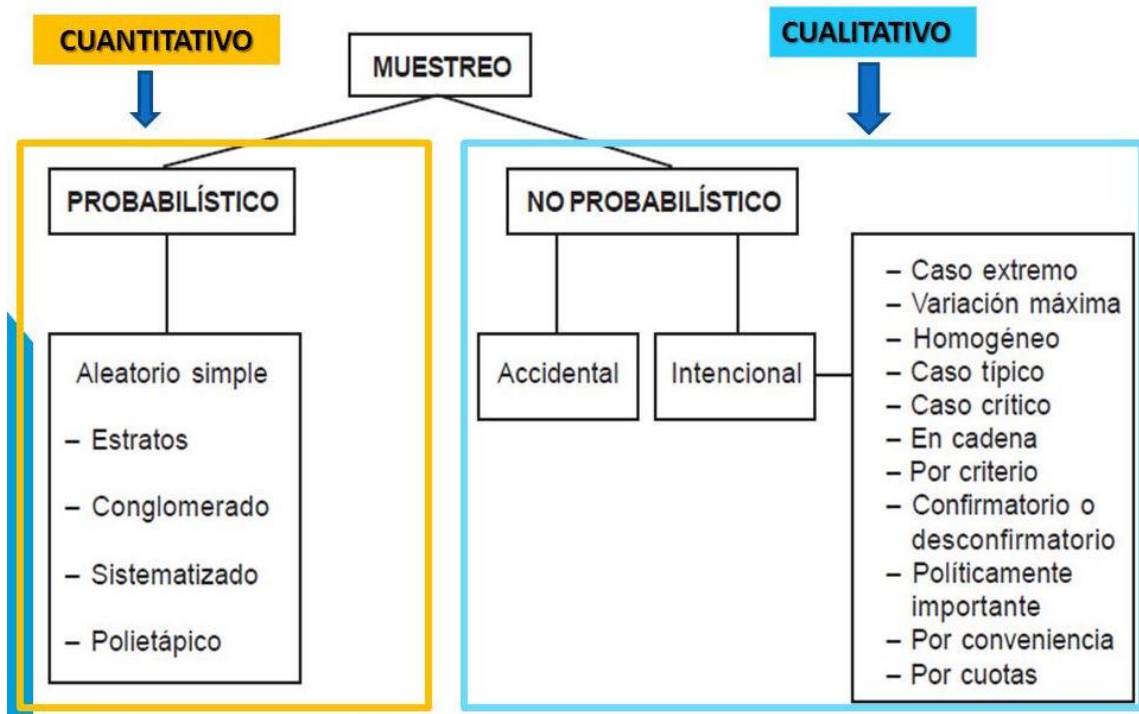 CUANTITATIVO
CUALITATIVO
MUESTREO
PROBABILÍSTICO
NO PROBABILÍSTICO
Aleatorio simple
– Estratos
– Conglomerado
– Sistematizado
– Polietápico
Accidental
Intencional
– Caso extremo
– Variación máxima
– Homogéneo
– Caso típico
– Caso crítico
– En cadena
– Por criterio
– Confirmatorio o
desconfirmatorio
– Políticamente
importante
– Por conveniencia
– Por cuotas